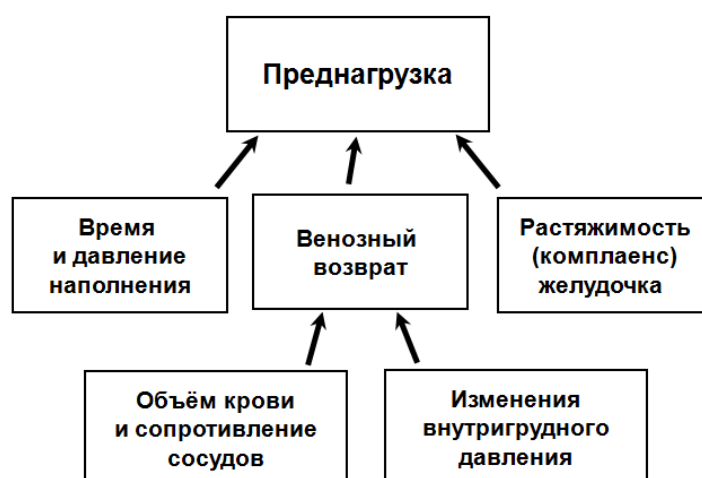 Преднагрузка
Время
и давление
наполнения
Венозный
возврат
Растяжимость
(комплаенс)
желудочка
Объём крови
и сопротивление
сосудов
Изменения
внутригрудного
давления